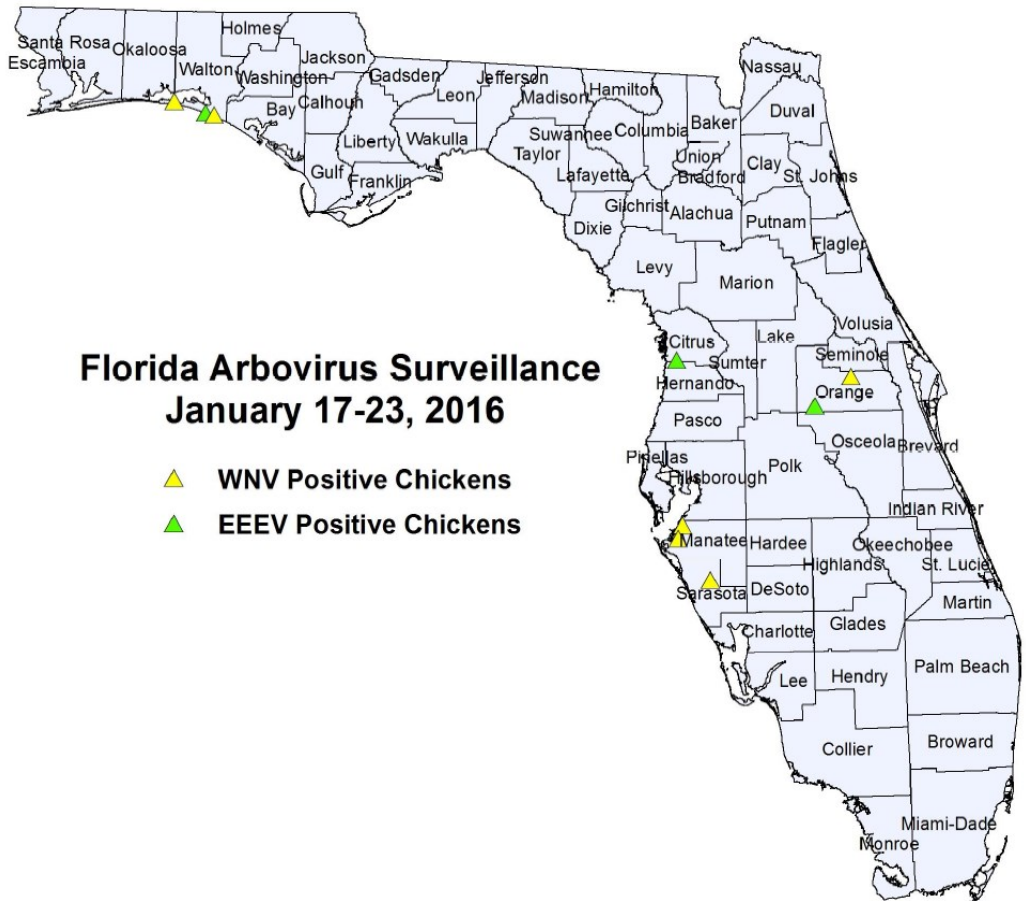 Holmes
Santa Rosa
Okaloosa
Escambia
Walton
Jackson
Washington
Gadsden
Jefferson
Hamilton
Nassau
Bay
Calhoun
Leon
Madison
Baker
Duval
Liberty
Wakulla
Suwannee
Columbia
Taylor
Union
Clay
St. Johns
Gulf
Franklin
Lafayette
Bradford
Gilchrist
Alachua
Putnam
Dixie
Flagler
Levy
Marion
Volusia
Citrus
Lake
Sumter
Seminole
Hernando
Orange
Pasco
Osceola
Brevard
Pinellas
Hillsborough
Polk
Indian River
Manatee
Hardee
Okeechobee
Highlands
St. Lucie
Sarasota
DeSoto
Martin
Charlotte
Glades
Lee
Hendry
Palm Beach
Collier
Broward
Miami-Dade
Monroe
Florida Arbovirus Surveillance
January 17-23, 2016
WNV Positive Chickens
EEEV Positive Chickens